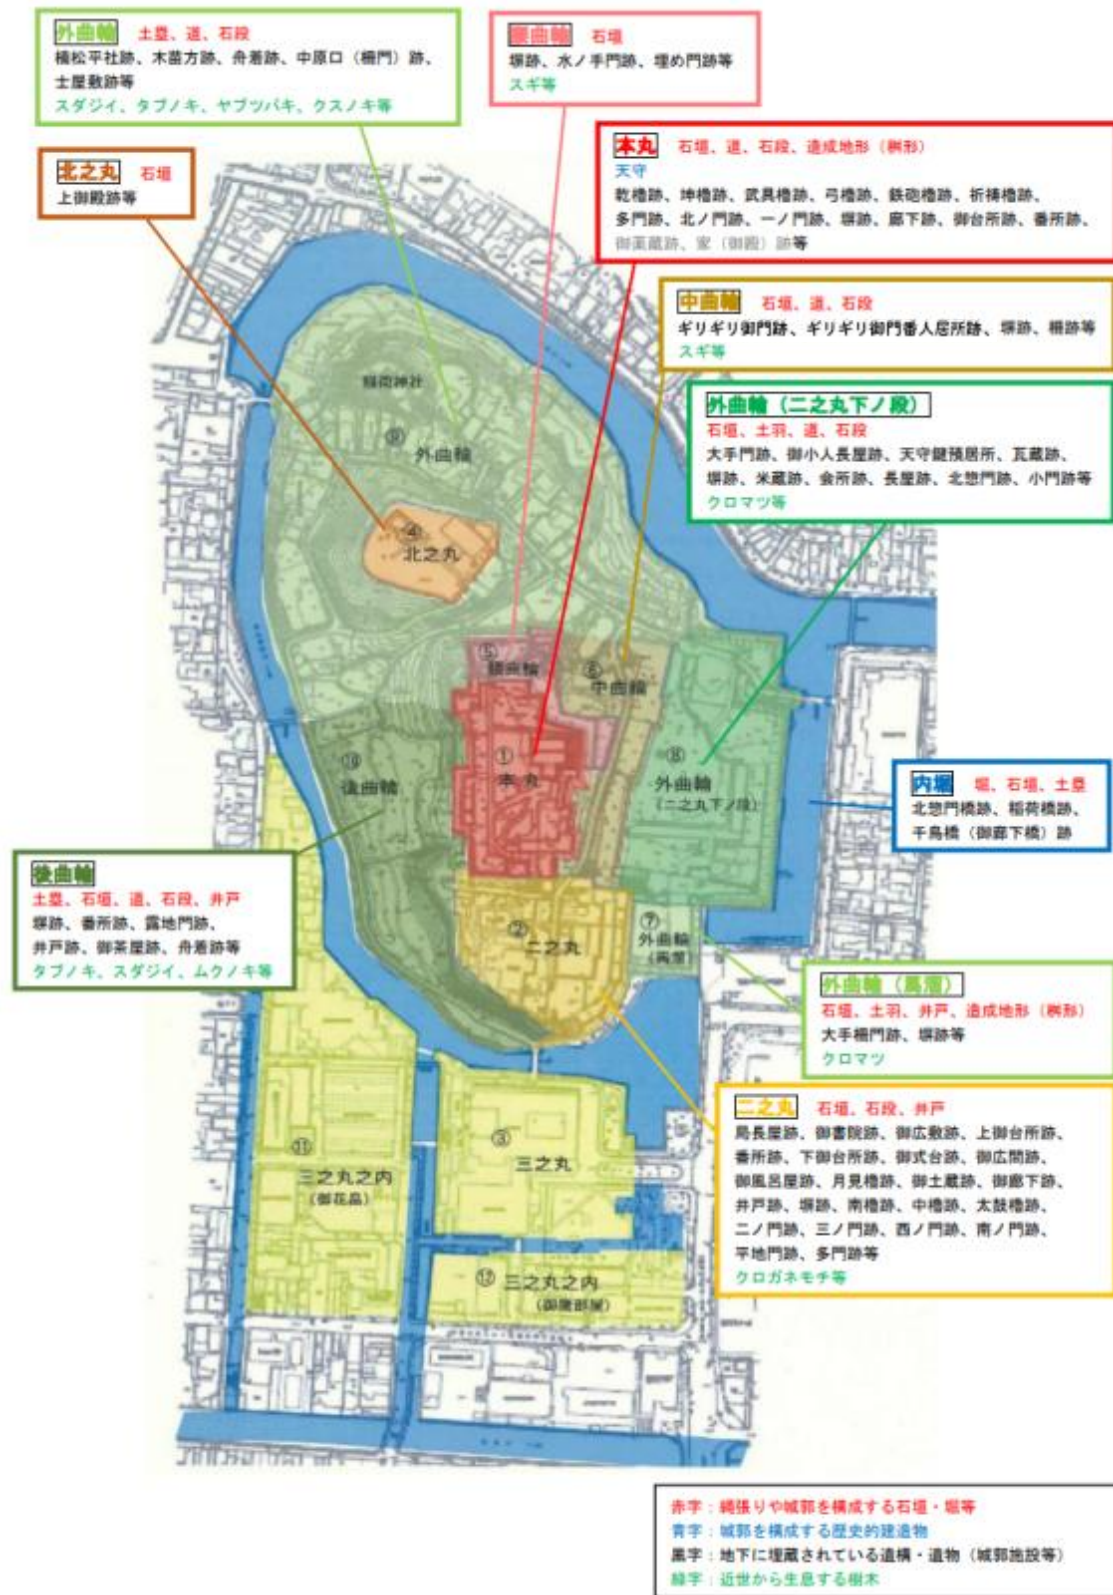 外曲輪 土塁、道、石段
楯松平社跡、木苗方跡、舟着跡、中原口（柵門）跡、
士屋敷跡等
スダジイ、タブノキ、ヤブツバキ、クスノキ等
腰曲輪 石垣
塀跡、水ノ手門跡、埋め門跡等
スギ等
北之丸 石垣
上御殿跡等
本丸 石垣、道、石段、造成地形（桝形）
天守
乾櫓跡、坤櫓跡、武具櫓跡、弓櫓跡、鉄砲櫓跡、祈祷櫓跡、
多門跡、北ノ門跡、一ノ門跡、塀跡、廊下跡、御台所跡、番所跡、
御薬蔵跡、家（御殿）跡等
中曲輪 石垣、道、石段
ギリギリ御門跡、ギリギリ御門番人居所跡、塀跡、柵跡等
スギ等
外曲輪（二之丸下ノ段）
石垣、土羽、道、石段
大手門跡、御小人長屋跡、天守鍵預居所、瓦蔵跡、
塀跡、米蔵跡、会所跡、長屋跡、北惣門跡、小門跡等
クロマツ等
稲荷神社
⑨
外曲輪
④
北之丸
⑤
腰曲輪
⑥
中曲輪
①
本丸
⑧
外曲輪
（二之丸下ノ段）
⑩
後曲輪
内堀 堀、石垣、土塁
北惣門橋跡、稲荷橋跡、
千鳥橋（御廊下橋）跡
後曲輪
土塁、石垣、道、石段、井戸
塀跡、番所跡、露地門跡、
井戸跡、御茶屋跡、舟着跡等
タブノキ、スダジイ、ムクノキ等
②
二之丸
⑦
外曲輪
（馬溜）
外曲輪（馬溜）
石垣、土羽、井戸、造成地形（桝形）
大手柵門跡、塀跡等
クロマツ
二之丸 石垣、石段、井戸
局長屋跡、御書院跡、御広敷跡、上御台所跡、
番所跡、下御台所跡、御式台跡、御広間跡、
御風呂屋跡、月見櫓跡、御土蔵跡、御廊下跡、
井戸跡、塀跡、南櫓跡、中櫓跡、太鼓櫓跡、
二ノ門跡、三ノ門跡、西ノ門跡、南ノ門跡、
平地門跡、多門跡等
クロガネモチ等
③
三之丸
⑪
三之丸之内
（御花畠）
⑫ 三之丸之内
（御鷹部屋）
赤字：縄張りや城郭を構成する石垣・堀等
青字：城郭を構成する歴史的建造物
黒字：地下に埋蔵されている遺構・遺物（城郭施設等）
緑字：近世から生息する樹木